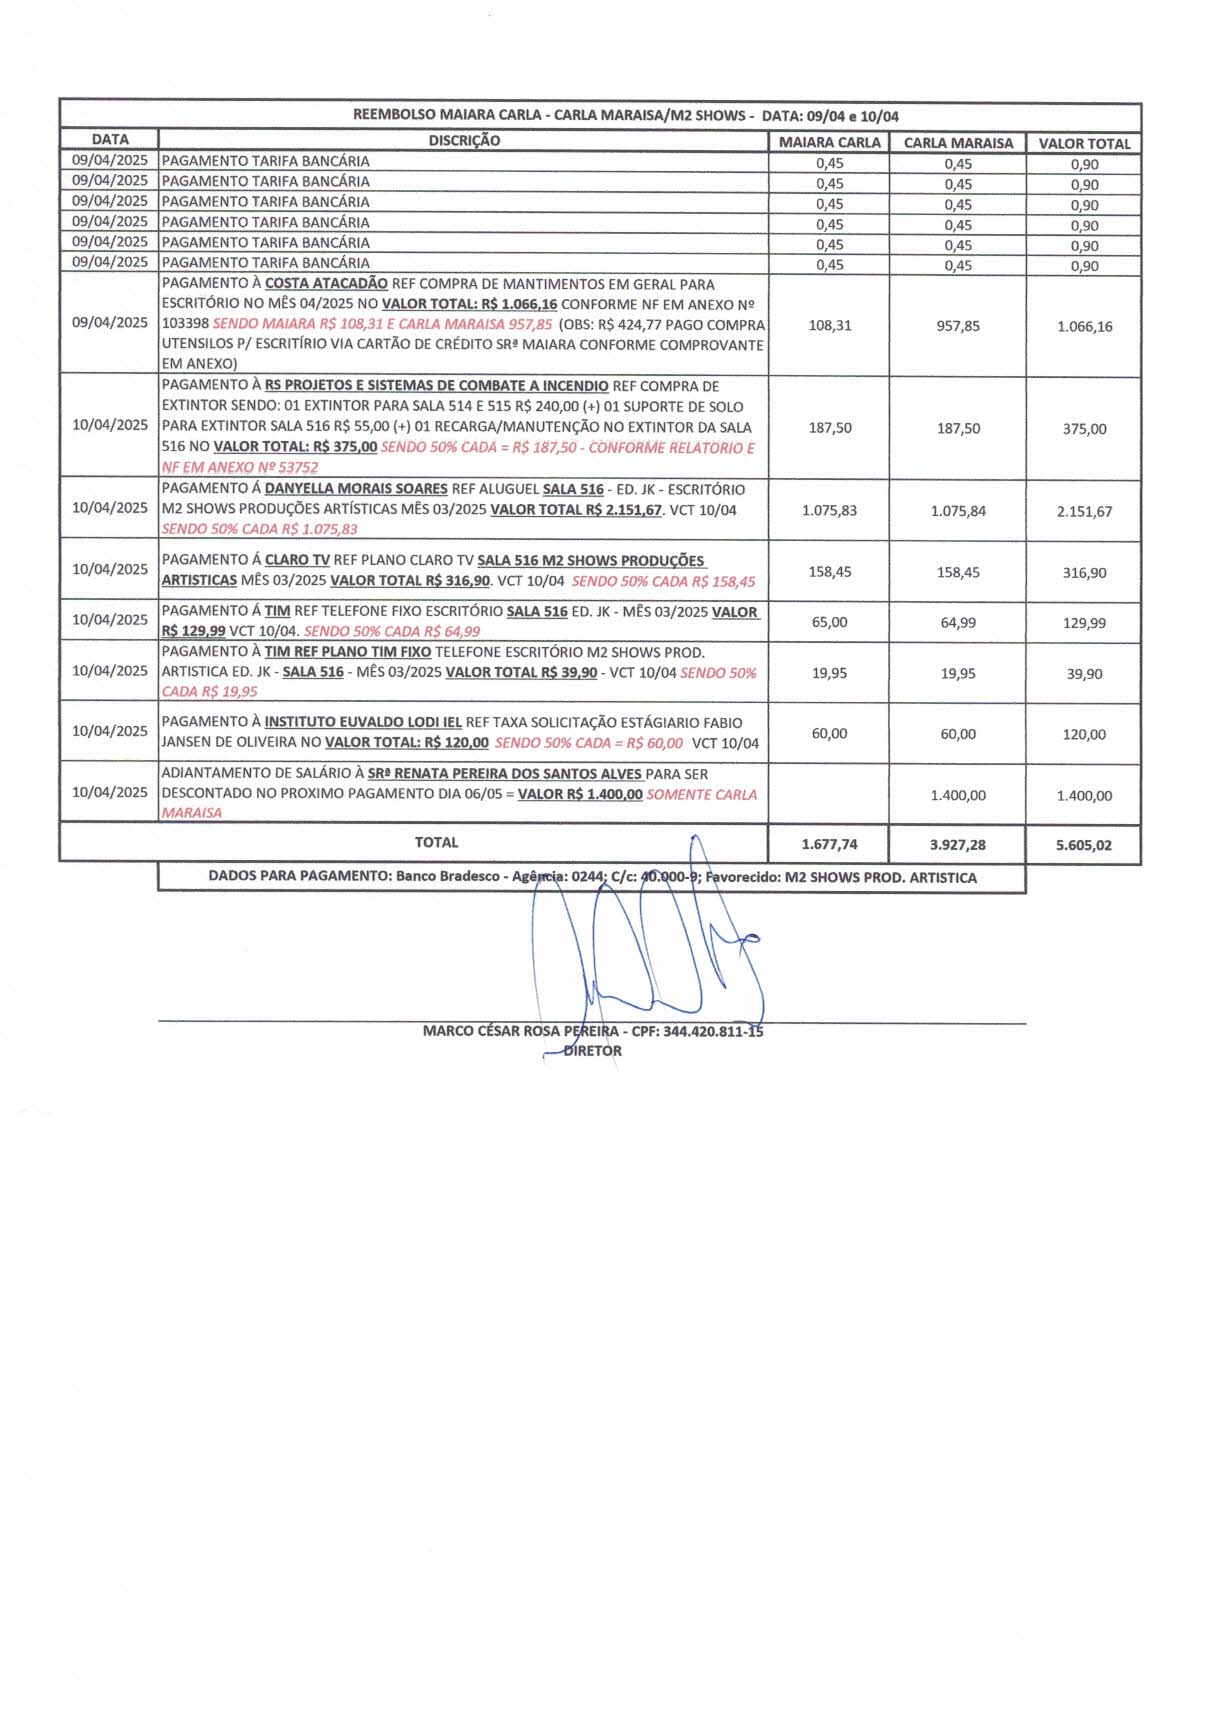 REEMBOLSO MAIARA CARLA - CARLA MARAISA/M2 SHOWS - DATA: 09/04 e 10/04
DATA DISCRIÇÃO MAIARA CARLA CARLA MARAISA VALOR TOTAL
09/04/2025 PAGAMENTO TARIFA BANCÁRIA 0,45 0,45 0,90
09/04/2025 PAGAMENTO TARIFA BANCÁRIA 0,45 0,45 0,90
09/04/2025 PAGAMENTO TARIFA BANCÁRIA 0,45 0,45 0,90
09/04/2025 PAGAMENTO TARIFA BANCÁRIA 0,45 0,45 0,90
09/04/2025 PAGAMENTO TARIFA BANCÁRIA 0,45 0,45 0,90
09/04/2025 PAGAMENTO TARIFA BANCÁRIA 0,45 0,45 0,90
PAGAMENTO À COSTA ATACADÃO REF COMPRA DE MANTIMENTOS EM GERAL PARA
ESCRITÓRIO NO MÊS 04/2025 NO VALOR TOTAL: R$ 1.066,16 CONFORME NF EM ANEXO Nº
09/04/2025 103398 SENDO MAIARA R$ 108,31 E CARLA MARAISA 957,85 (OBS: R$ 424,77 PAGO COMPRA 108,31 957,85 1.066,16
UTENSILOS P/ ESCRITÍRIO VIA CARTÃO DE CRÉDITO SRª MAIARA CONFORME COMPROVANTE
EM ANEXO)
PAGAMENTO À RS PROJETOS E SISTEMAS DE COMBATE A INCENDIO REF COMPRA DE
EXTINTOR SENDO: 01 EXTINTOR PARA SALA 514 E 515 R$ 240,00 (+) 01 SUPORTE DE SOLO
10/04/2025 PARA EXTINTOR SALA 516 R$ 55,00 (+) 01 RECARGA/MANUTENÇÃO NO EXTINTOR DA SALA 187,50 187,50 375,00
516 NO VALOR TOTAL: R$ 375,00 SENDO 50% CADA = R$ 187,50 - CONFORME RELATORIO E
NF EM ANEXO Nº 53752
PAGAMENTO Á DANYELLA MORAIS SOARES REF ALUGUEL SALA 516 - ED. JK - ESCRITÓRIO
10/04/2025 M2 SHOWS PRODUÇÕES ARTÍSTICAS MÊS 03/2025 VALOR TOTAL R$ 2.151,67. VCT 10/04 1.075,83 1.075,84 2.151,67
SENDO 50% CADA R$ 1.075,83
PAGAMENTO Á CLARO TV REF PLANO CLARO TV SALA 516 M2 SHOWS PRODUÇÕES
10/04/2025 ARTISTICAS MÊS 03/2025 VALOR TOTAL R$ 316,90. VCT 10/04 SENDO 50% CADA R$ 158,45 158,45 158,45 316,90
PAGAMENTO Á TIM REF TELEFONE FIXO ESCRITÓRIO SALA 516 ED. JK - MÊS 03/2025 VALOR
10/04/2025 R$ 129,99 VCT 10/04. SENDO 50% CADA R$ 64,99 65,00 64,99 129,99
PAGAMENTO À TIM REF PLANO TIM FIXO TELEFONE ESCRITÓRIO M2 SHOWS PROD.
10/04/2025 ARTISTICA ED. JK - SALA 516 - MÊS 03/2025 VALOR TOTAL R$ 39,90 - VCT 10/04 SENDO 50% 19,95 19,95 39,90
CADA R$ 19,95
PAGAMENTO À INSTITUTO EUVALDO LODI IEL REF TAXA SOLICITAÇÃO ESTÁGIARIO FABIO
10/04/2025 JANSEN DE OLIVEIRA NO VALOR TOTAL: R$ 120,00 SENDO 50% CADA = R$ 60,00 VCT 10/04 60,00 60,00 120,00
ADIANTAMENTO DE SALÁRIO À SRª RENATA PEREIRA DOS SANTOS ALVES PARA SER
10/04/2025 DESCONTADO NO PROXIMO PAGAMENTO DIA 06/05 = VALOR R$ 1.400,00 SOMENTE CARLA 1.400,00 1.400,00
MARAISA
TOTAL 1.677,74 3.927,28 5.605,02
DADOS PARA PAGAMENTO: Banco Bradesco - Agência: 0244; C/c: 40.000-9; Favorecido: M2 SHOWS PROD. ARTISTICA
MARCO CÉSAR ROSA PEREIRA - CPF: 344.420.811-15
DIRETOR